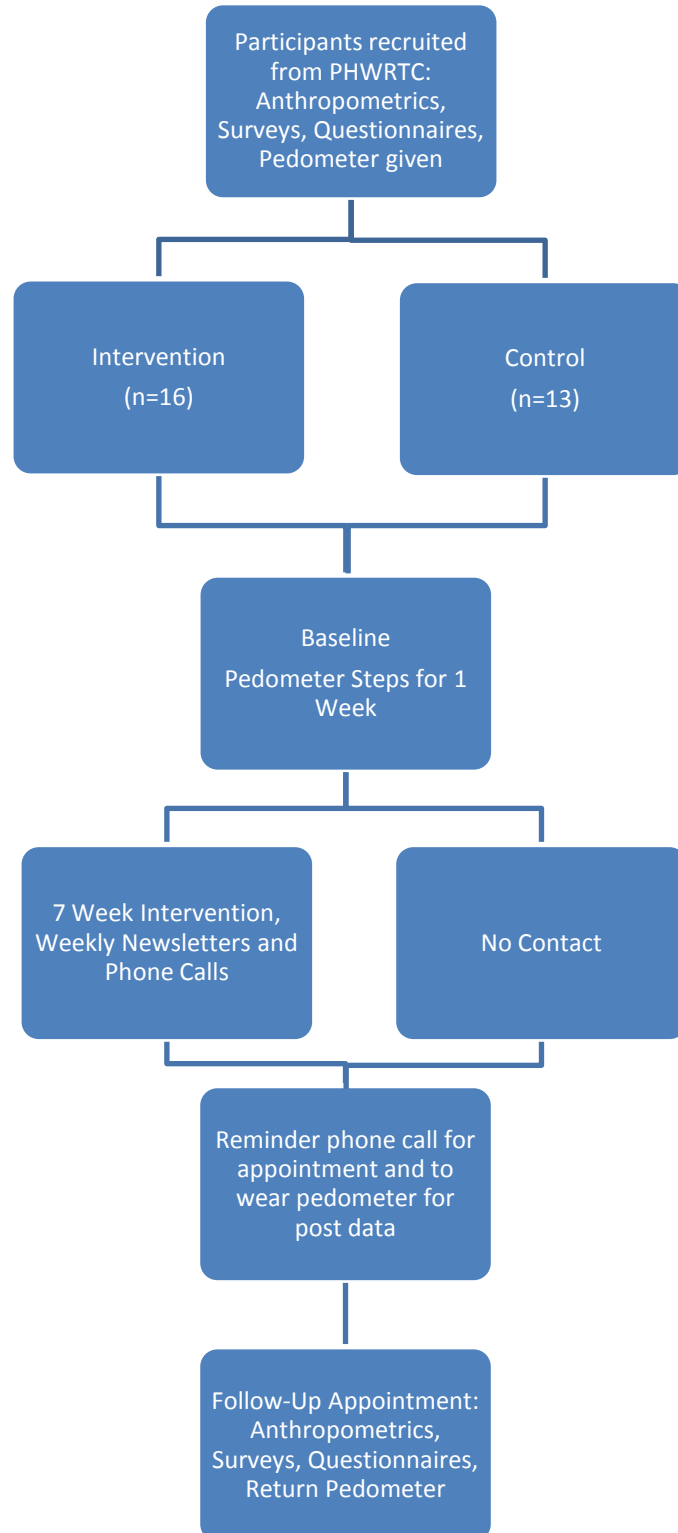 Participants recruited
from PHWRTC:
Anthropometrics,
Surveys, Questionnaires,
Pedometer given
Intervention
(n=16)
Control
(n=13)
Baseline
Pedometer Steps for 1
Week
7 Week Intervention,
Weekly Newsletters and
Phone Calls
No Contact
Reminder phone call for
appointment and to
wear pedometer for
post data
Follow-Up Appointment:
Anthropometrics,
Surveys, Questionnaires,
Return Pedometer